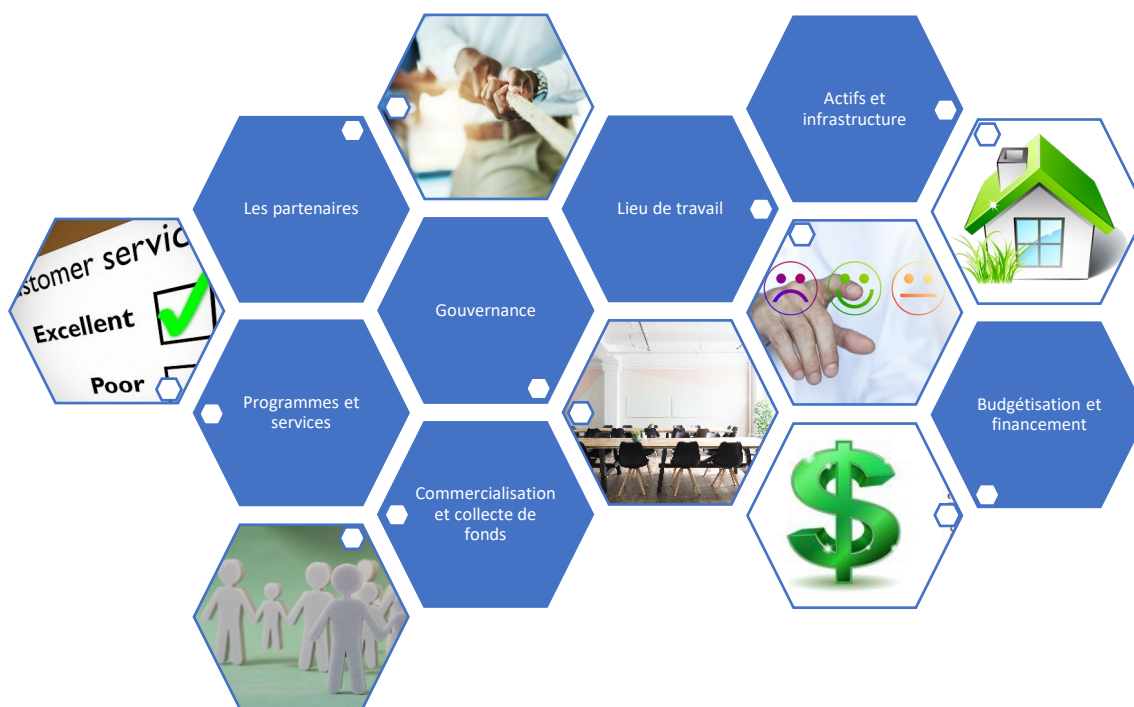 Actifs et
infrastructure
Les partenaires
Lieu de travail
servic
Excellent
Poor
Gouvernance
Programmes et
services
Budgétisation et
financement
Commercialisation
et collecte de
fonds